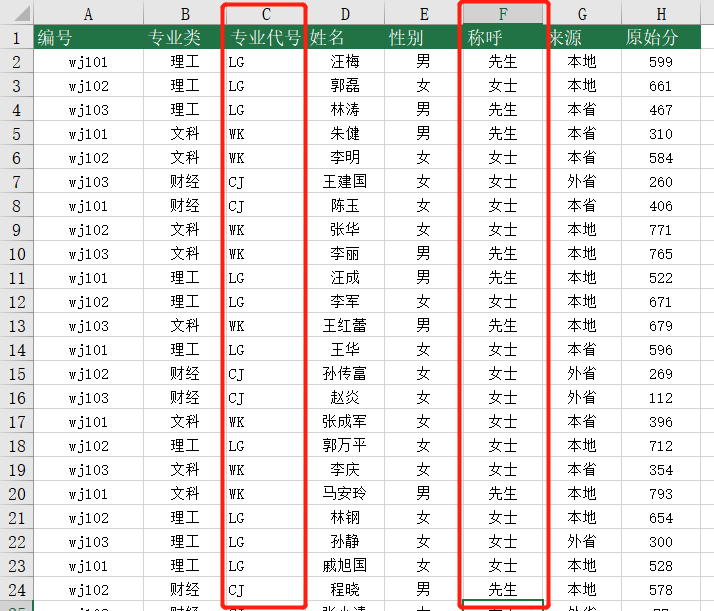 A B C D E F G H
1 编号 专业类 专业代号 姓名 性别 称呼 来源 原始分
2 wj101 理工 LG 汪梅 男 先生 本地 599
3 wj102 理工 LG 郭磊 女 女士 本地 661
4 wj103 理工 LG 林涛 男 先生 本省 467
5 wj101 文科 WK 朱健 男 先生 本省 310
6 wj102 文科 WK 李明 女 女士 本省 584
7 wj103 财经 CJ 王建国 女 女士 外省 260
8 wj101 财经 CJ 陈玉 女 女士 本省 406
9 wj102 文科 WK 张华 女 女士 本地 771
10 wj103 文科 WK 李丽 男 先生 本地 765
11 wj101 理工 LG 汪成 男 先生 本地 522
12 wj102 理工 LG 李军 女 女士 本地 671
13 wj103 文科 WK 王红蕾 男 先生 本地 679
14 wj101 理工 LG 王华 女 女士 本省 596
15 wj102 财经 CJ 孙传富 女 女士 外省 269
16 wj103 财经 CJ 赵炎 女 女士 外省 112
17 wj101 文科 WK 张成军 女 女士 本省 396
18 wj102 理工 LG 郭万平 女 女士 本地 712
19 wj103 文科 WK 李庆 女 女士 本省 354
20 wj101 文科 WK 马安玲 男 先生 本地 793
21 wj102 理工 LG 林钢 女 女士 本地 654
22 wj103 理工 LG 孙静 女 女士 外省 300
23 wj101 理工 LG 戚旭国 女 女士 本地 528
24 wj102 财经 CJ 程晓 男 先生 本地 578